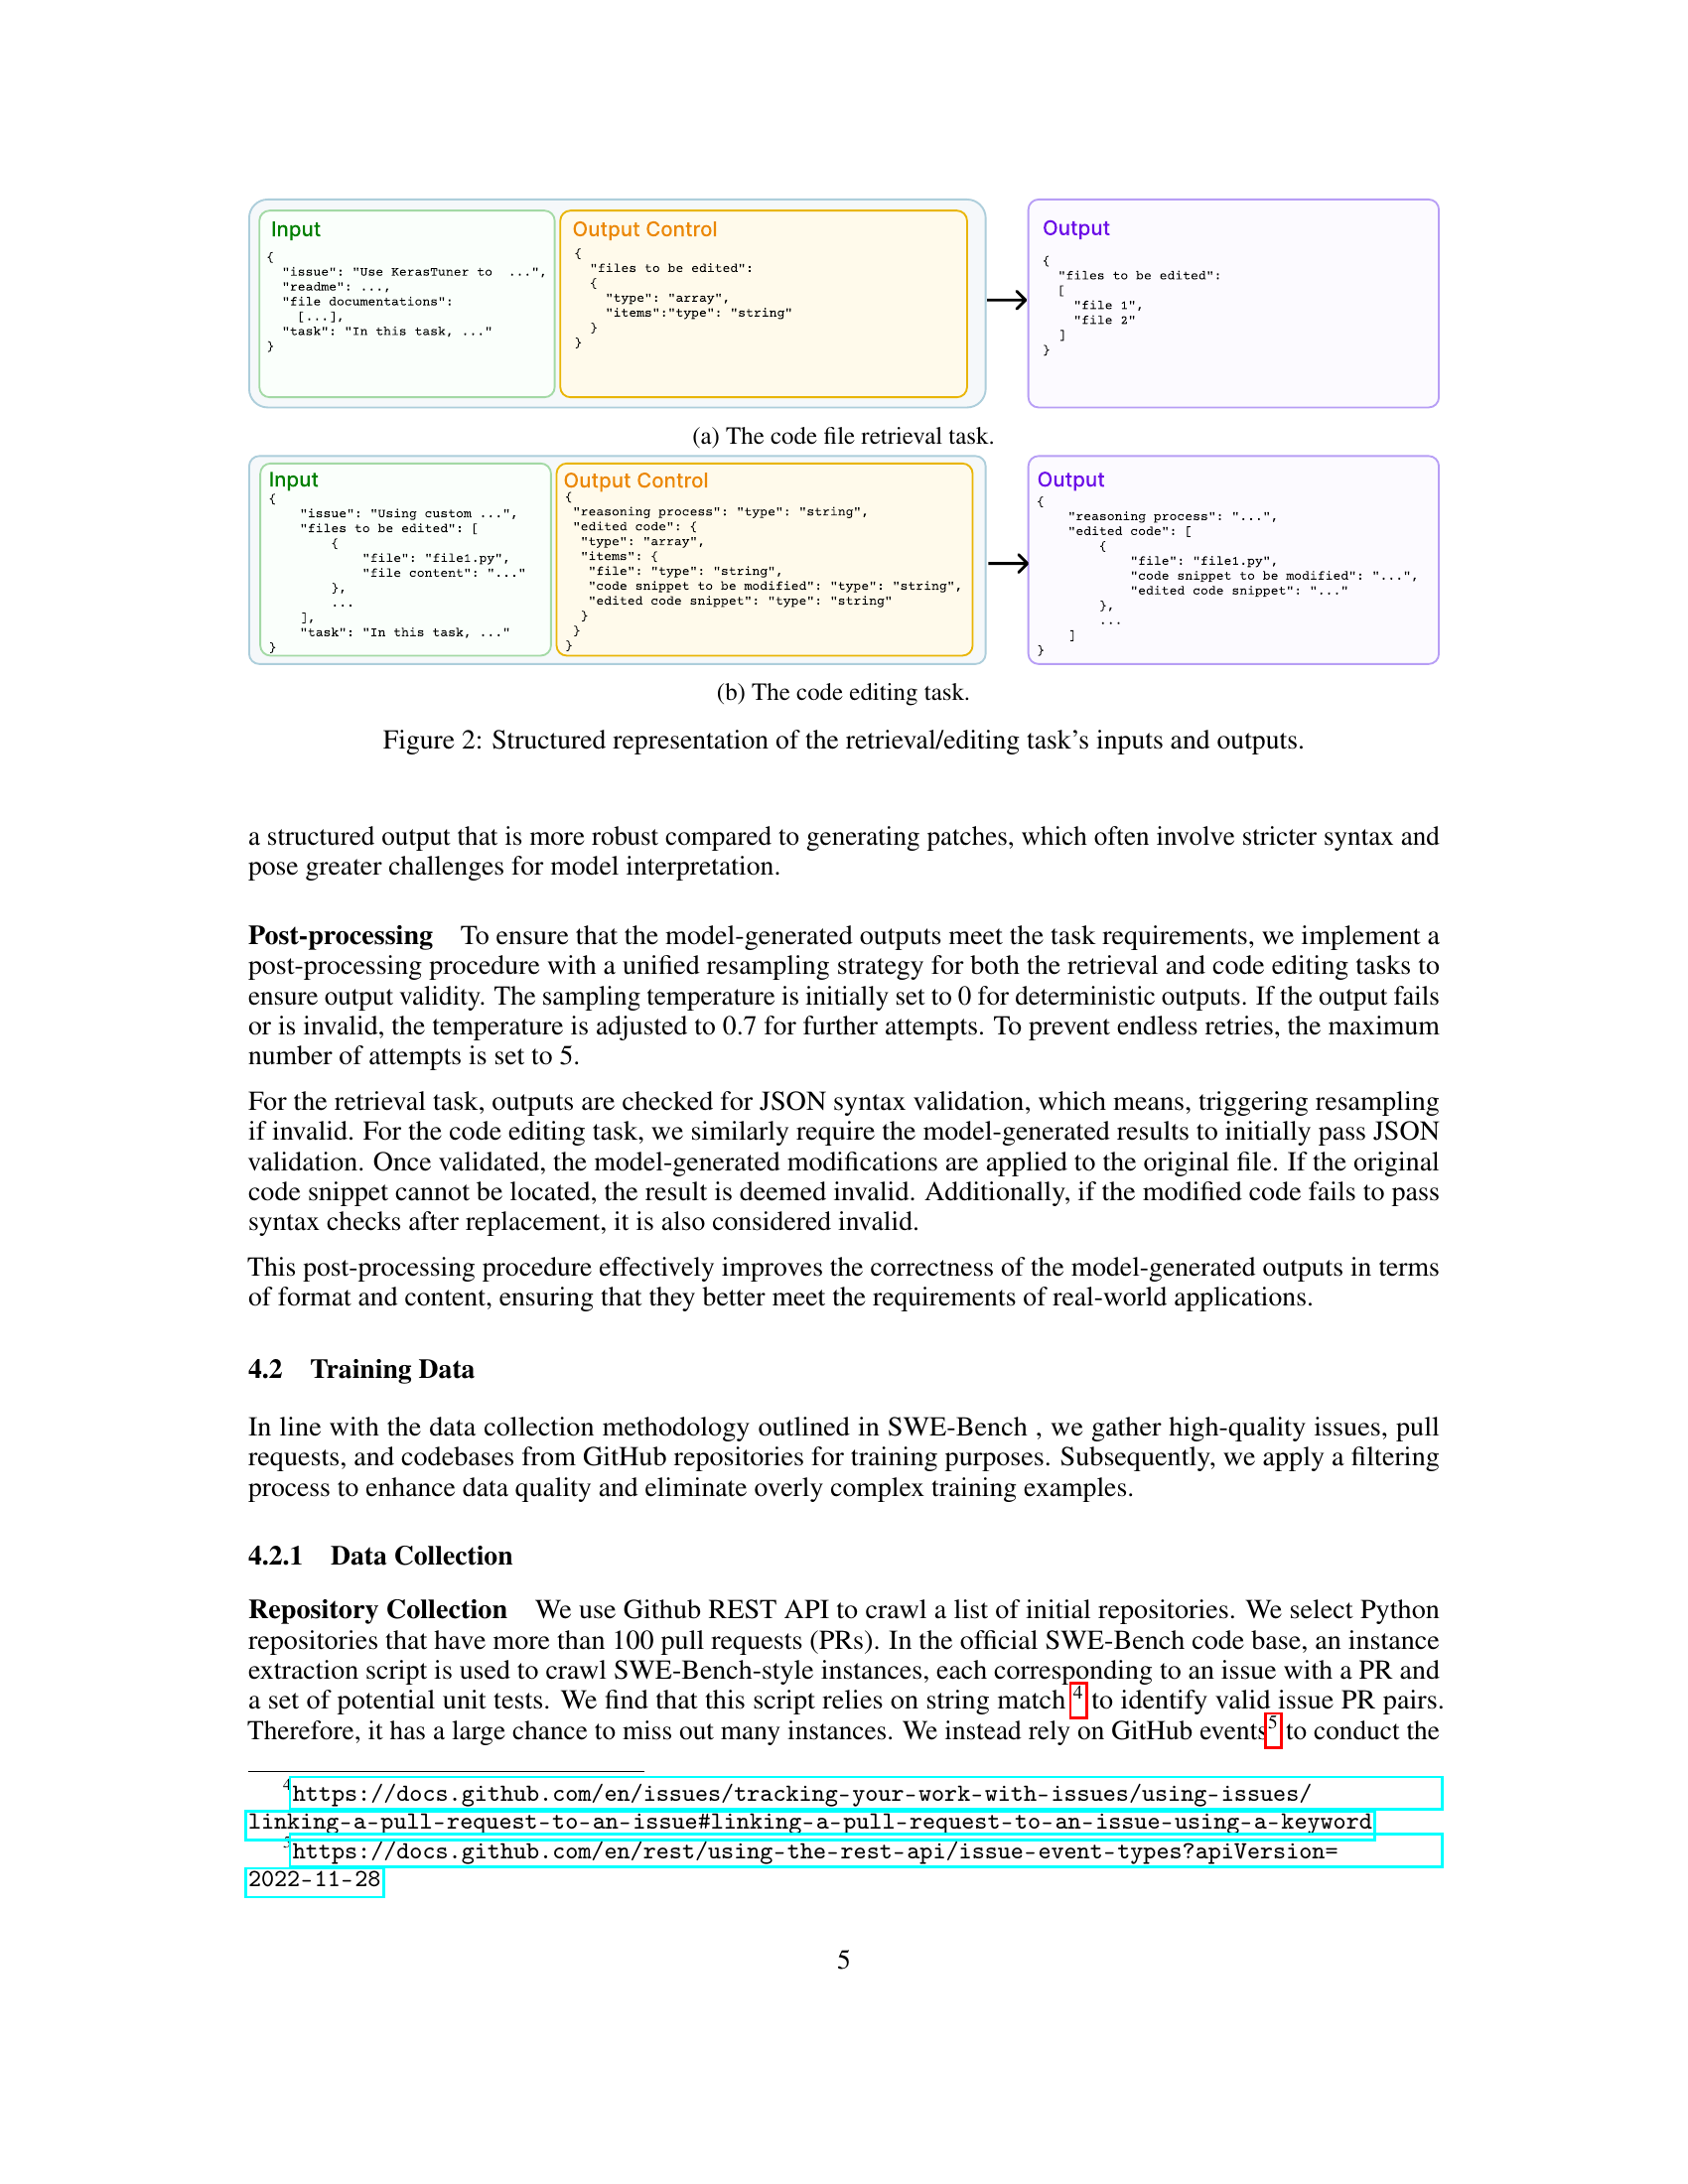 Input
{
  "issue": "Use KerasTuner to  ...",
  "readme": ...,
  "file documentations":
    [...],
  "task": "In this task, ..."
}
Output Control
{
  "files to be edited":
  {
    "type": "array",
    "items":"type": "string"
  }
}
Output
{
  "files to be edited":
  [
    "file 1",
    "file 2"
  ]
}
(a) The code file retrieval task.
Input
{
    "issue": "Using custom ...",
    "files to be edited": [
        {
            "file": "file1.py",
            "file content": "..."
        },
        ...
    ],
    "task": "In this task, ..."
}
Output Control
{
 "reasoning process": "type": "string",
 "edited code": {
  "type": "array",
  "items": {
   "file": "type": "string",
   "code snippet to be modified": "type": "string",
   "edited code snippet": "type": "string"
  }
 }
}
Output
{
    "reasoning process": "...",
    "edited code": [
        {
            "file": "file1.py",
            "code snippet to be modified": "...",
            "edited code snippet": "..."
        },
        ...
    ]
}
(b) The code editing task.
Figure 2: Structured representation of the retrieval/editing task's inputs and outputs.
a structured output that is more robust compared to generating patches, which often involve stricter syntax and
pose greater challenges for model interpretation.
Post-processing To ensure that the model-generated outputs meet the task requirements, we implement a
post-processing procedure with a unified resampling strategy for both the retrieval and code editing tasks to
ensure output validity. The sampling temperature is initially set to 0 for deterministic outputs. If the output fails
or is invalid, the temperature is adjusted to 0.7 for further attempts. To prevent endless retries, the maximum
number of attempts is set to 5.
For the retrieval task, outputs are checked for JSON syntax validation, which means, triggering resampling
if invalid. For the code editing task, we similarly require the model-generated results to initially pass JSON
validation. Once validated, the model-generated modifications are applied to the original file. If the original
code snippet cannot be located, the result is deemed invalid. Additionally, if the modified code fails to pass
syntax checks after replacement, it is also considered invalid.
This post-processing procedure effectively improves the correctness of the model-generated outputs in terms
of format and content, ensuring that they better meet the requirements of real-world applications.
4.2 Training Data
In line with the data collection methodology outlined in SWE-Bench , we gather high-quality issues, pull
requests, and codebases from GitHub repositories for training purposes. Subsequently, we apply a filtering
process to enhance data quality and eliminate overly complex training examples.
4.2.1 Data Collection
Repository Collection We use Github REST API to crawl a list of initial repositories. We select Python
repositories that have more than 100 pull requests (PRs). In the official SWE-Bench code base, an instance
extraction script is used to crawl SWE-Bench-style instances, each corresponding to an issue with a PR and
a set of potential unit tests. We find that this script relies on string match 4 to identify valid issue PR pairs.
Therefore, it has a large chance to miss out many instances. We instead rely on GitHub events5 to conduct the
4https://docs.github.com/en/issues/tracking-your-work-with-issues/using-issues/
linking-a-pull-request-to-an-issue#linking-a-pull-request-to-an-issue-using-a-keyword
5https://docs.github.com/en/rest/using-the-rest-api/issue-event-types?apiVersion=
2022-11-28
5